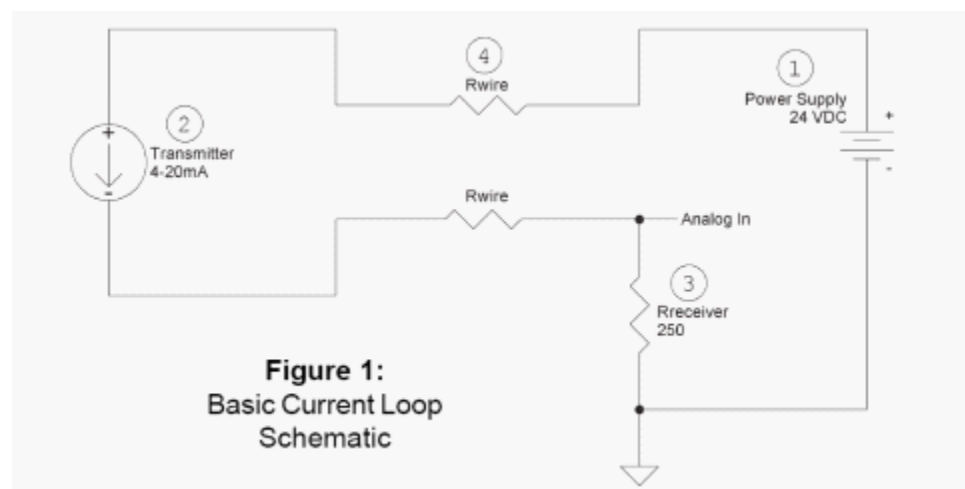 4
Rwire
1
Power Supply
24 VDC
+
-
2
+
-
Transmitter
4-20mA
Rwire
Analog In
3
Rreceiver
250
Figure 1:
Basic Current Loop
Schematic